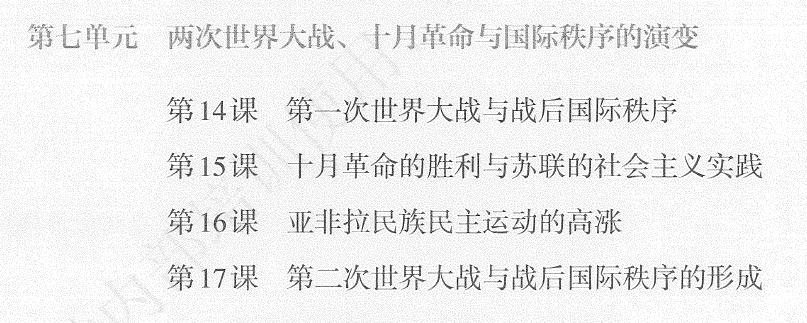 第七单元 两次世界大战、十月革命与国际秩序的演变
第14课 第一次世界大战与战后国际秩序
第15课 十月革命的胜利与苏联的社会主义实践
第16课 亚非拉民族民主运动的高涨
第17课 第二次世界大战与战后国际秩序的形成